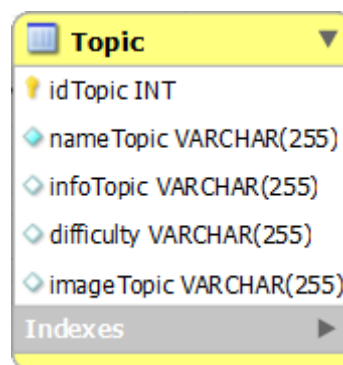 Topic
idTopic INT
nameTopic VARCHAR(255)
infoTopic VARCHAR(255)
difficulty VARCHAR(255)
imageTopic VARCHAR(255)
Indexes